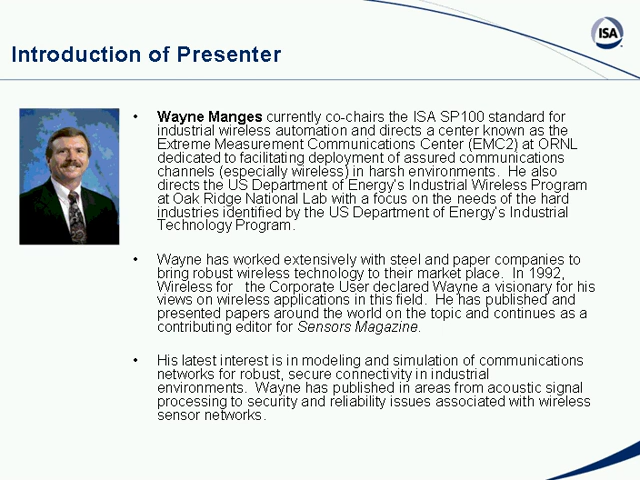 ISA
Introduction of Presenter
• Wayne Manges currently co-chairs the ISA SP100 standard for
industrial wireless automation and directs a center known as the
Extreme Measurement Communications Center (EMC2) at ORNL
dedicated to facilitating deployment of assured communications
channels (especially wireless) in harsh environments. He also
directs the US Department of Energy's Industrial Wireless Program
at Oak Ridge National Lab with a focus on the needs of the hard
industries identified by the US Department of Energy's Industrial
Technology Program.
• Wayne has worked extensively with steel and paper companies to
bring robust wireless technology to their market place. In 1992,
Wireless for the Corporate User declared Wayne a visionary for his
views on wireless applications in this field. He has published and
presented papers around the world on the topic and continues as a
contributing editor for Sensors Magazine.
• His latest interest is in modeling and simulation of communications
networks for robust, secure connectivity in industrial
environments. Wayne has published in areas from acoustic signal
processing to security and reliability issues associated with wireless
sensor networks.